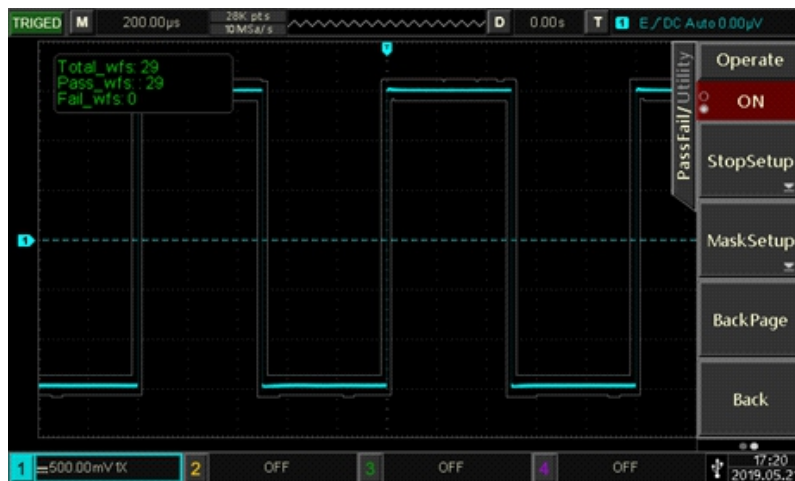 TRIGED M 200.00μs 28K pts D 0.00s T 1 E DC Auto 0.00μV
10MSa/s
Total_wfs: 29
Pass_wfs: : 29
Fail_wfs: 0
PassFail/Utility
Operate
ON
StopSetup
MaskSetup
BackPage
Back
T
1
1 500.00mV 1X 2 OFF 3 OFF 4 OFF
17:20
2019.05.21